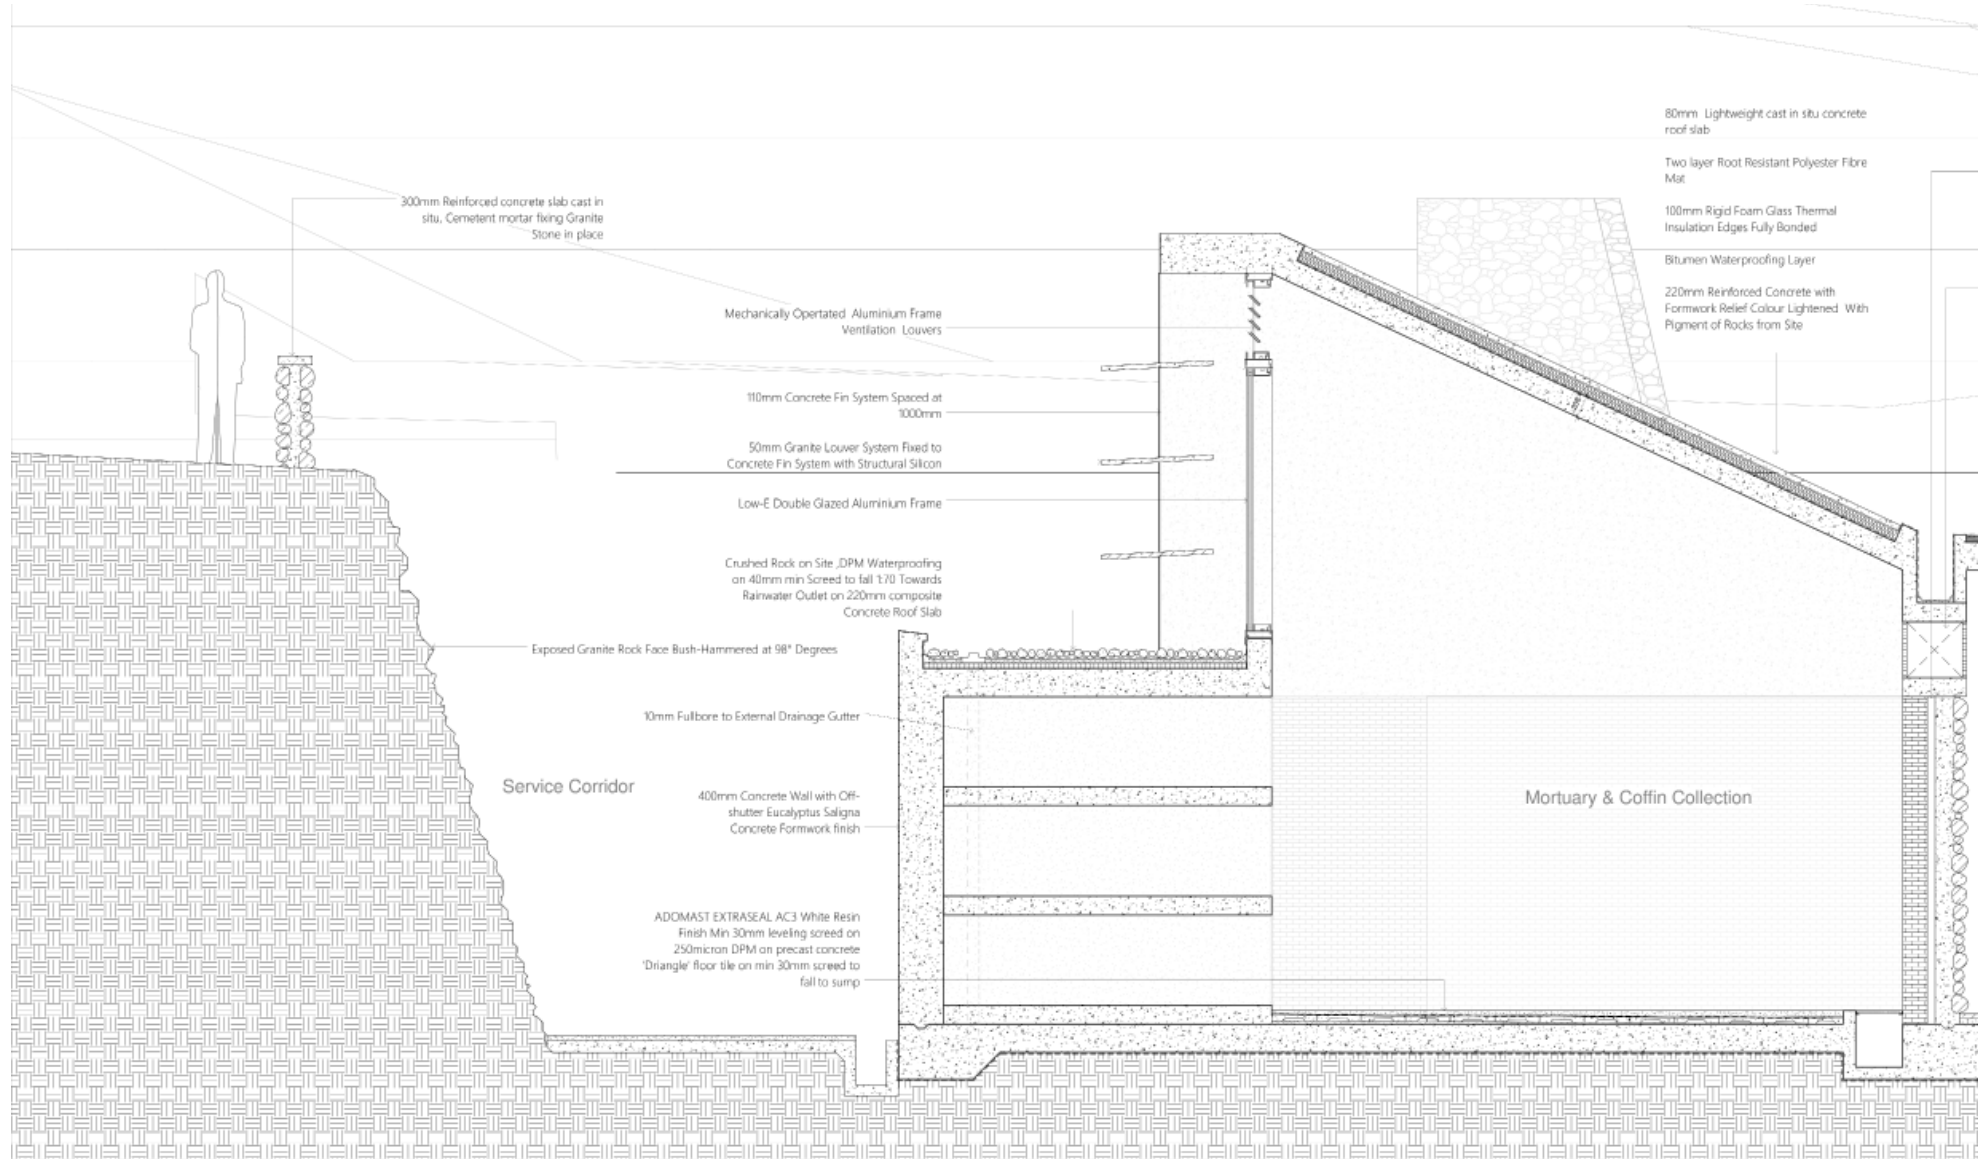 80mm Lightweight cast in situ concrete
roof slab
Two layer Root Resistant Polyester Fibre
Mat
100mm Rigid Foam Glass Thermal
Insulation Edges Fully Bonded
Bitumen Waterproofing Layer
220mm Reinforced Concrete with
Formwork Relief Colour Lightened With
Pigment of Rocks from Site
300mm Reinforced concrete slab cast in
situ. Cemetent mortar fixing Granite
Stone in place
Mechanically Opertated Aluminium Frame
Ventilation Louvers
110mm Concrete Fin System Spaced at
1000mm
50mm Granite Louver System Fixed to
Concrete Fin System with Structural Silicon
Low-E Double Glazed Aluminium Frame
Crushed Rock on Site ,DPM Waterproofing
on 40mm min Screed to fall 1:70 Towards
Rainwater Outlet on 220mm composite
Concrete Roof Slab
Exposed Granite Rock Face Bush-Hammered at 98° Degrees
10mm Fullbore to External Drainage Gutter
Service Corridor
400mm Concrete Wall with Off-
shutter Eucalyptus Saligna
Concrete Formwork finish
Mortuary & Coffin Collection
ADOMAST EXTRASEAL AC3 White Resin
Finish Min 30mm leveling screed on
250micron DPM on precast concrete
'Driangle' floor tile on min 30mm screed to
fall to sump